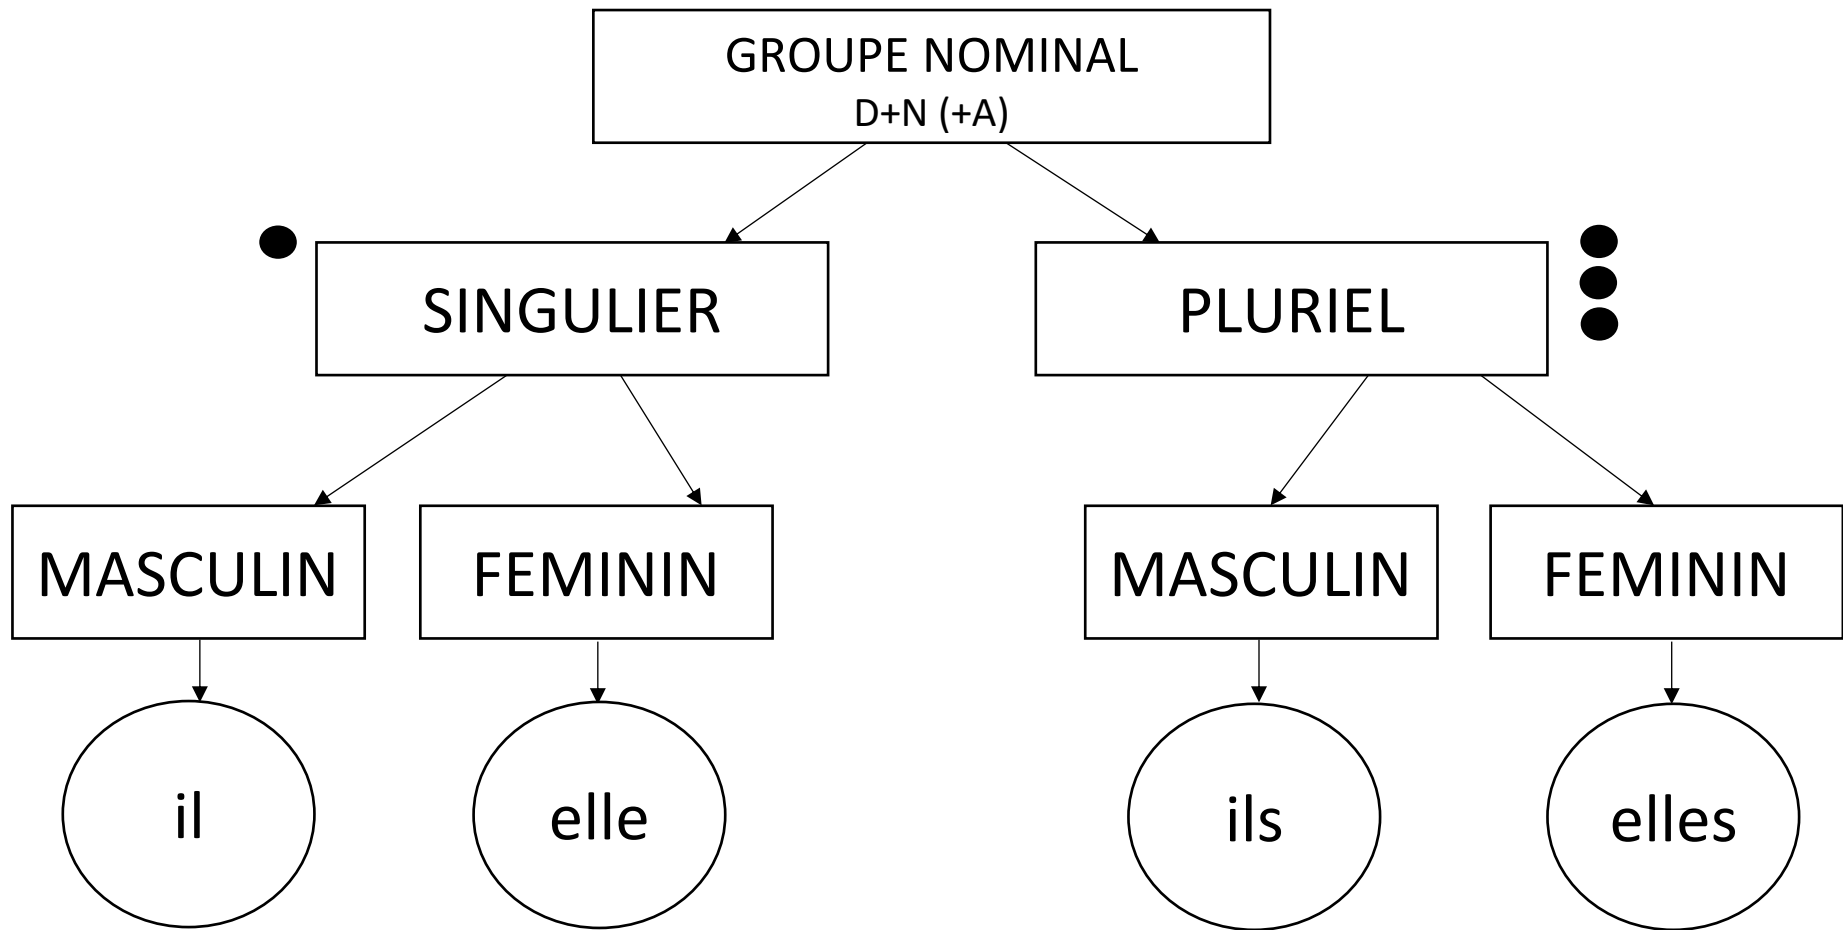 GROUPE NOMINAL
D+N (+A)
SINGULIER
PLURIEL
MASCULIN
FEMININ
MASCULIN
FEMININ
il
elle
ils
elles